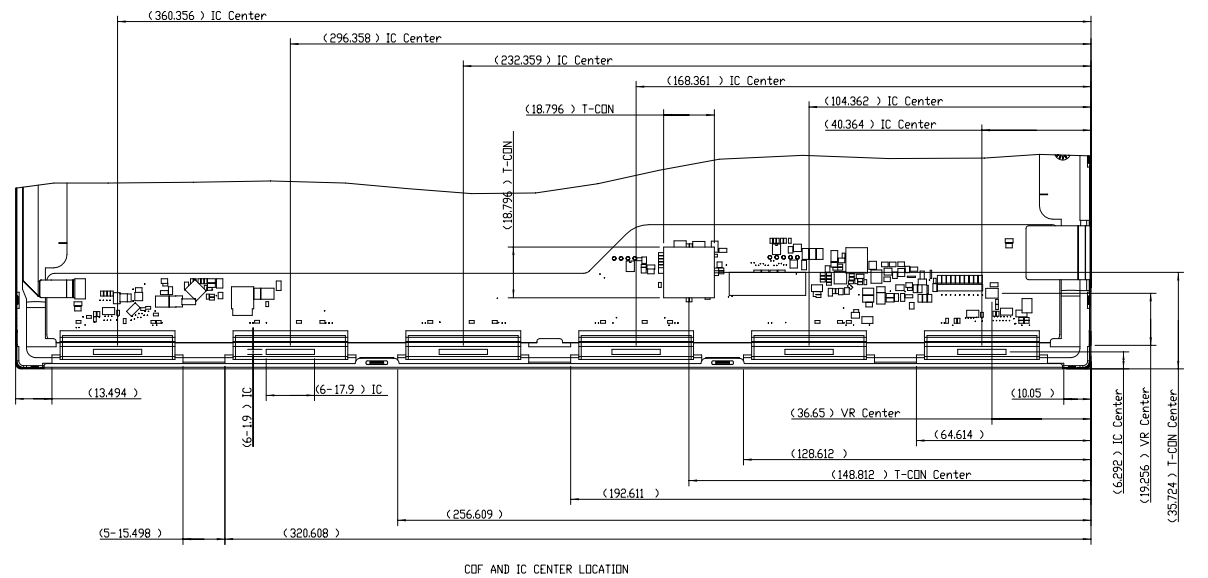 (360.356 ) IC Center
(296.358 ) IC Center
(232.359 ) IC Center
(168.361 ) IC Center
(104.362 ) IC Center
(18.796 ) T-CON
(40.364 ) IC Center
(18.796 ) T-CON
(13.494 )
(6-1.9 ) IC
(6-17.9 ) IC
(10.05 )
(36.65 ) VR Center
(64.614 )
(128.612 )
(148.812 ) T-CON Center
(192.611 )
(256.609 )
(5-15.498 )
(320.608 )
(6.292 ) IC Center
(19.256 ) VR Center
(35.724 ) T-CON Center
COF AND IC CENTER LOCATION